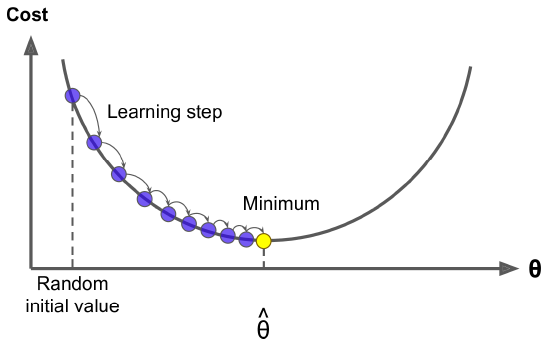 Cost
Learning step
Minimum
θ
Random
initial value
θ̂